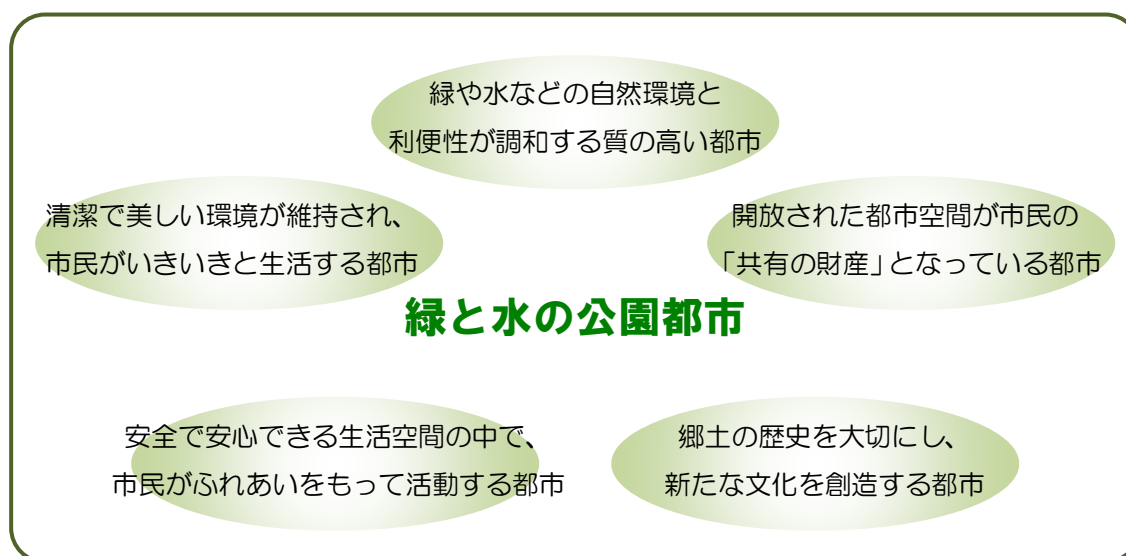 緑や水などの自然環境と
利便性が調和する質の高い都市
清潔で美しい環境が維持され、
市民がいきいきと生活する都市
開放された都市空間が市民の
「共有の財産」となっている都市
緑と水の公園都市
安全で安心できる生活空間の中で、
市民がふれあいをもって活動する都市
郷土の歴史を大切にし、
新たな文化を創造する都市